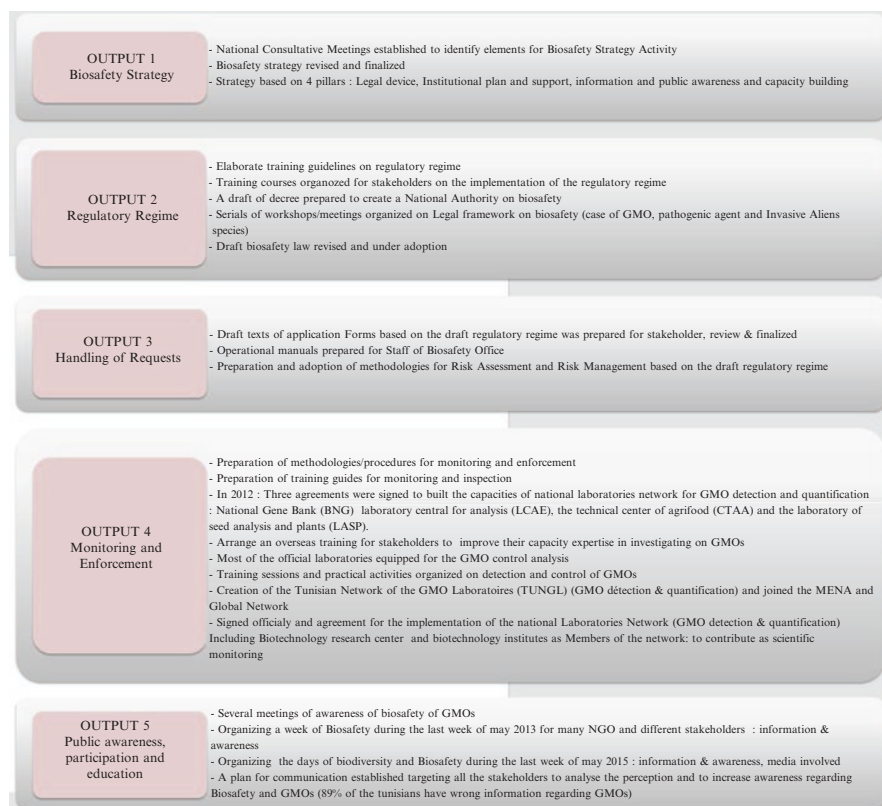 OUTPUT 1
Biosafety Strategy
- National Consultative Meetings established to identify elements for Biosafety Strategy Activity
- Biosafety strategy revised and finalized
- Strategy based on 4 pillars : Legal device, Institutional plan and support, information and public awareness and capacity building
OUTPUT 2
Regulatory Regime
- Elaborate training guidelines on regulatory regime
- Training courses organozed for stakeholders on the implementation of the regulatory regime
- A draft of decree prepared to create a National Authority on biosafety
- Serials of workshops/meetings organized on Legal framework on biosafety (case of GMO, pathogenic agent and Invasive Aliens
species)
- Draft biosafety law revised and under adoption
OUTPUT 3
Handling of Requests
- Draft texts of application Forms based on the draft regulatory regime was prepared for stakeholder, review & finalized
- Operational manuals prepared for Staff of Biosafety Office
- Preparation and adoption of methodologies for Risk Assessment and Risk Management based on the draft regulatory regime
OUTPUT 4
Monitoring and
Enforcement
- Preparation of methodologies/procedures for monitoring and enforcement
- Preparation of training guides for monitoring and inspection
- In 2012 : Three agreements were signed to built the capacities of national laboratories network for GMO detection and quantification
: National Gene Bank (BNG) laboratory central for analysis (LCAE), the technical center of agrifood (CTAA) and the laboratory of
seed analysis and plants (LASP).
- Arrange an overseas training for stakeholders to improve their capacity expertise in investigating on GMOs
- Most of the official laboratories equipped for the GMO control analysis
- Training sessions and practical activities organized on detection and control of GMOs
- Creation of the Tunisian Network of the GMO Laboratoires (TUNGL) (GMO détection & quantification) and joined the MENA and
Global Network
- Signed officialy and agreement for the implementation of the national Laboratories Network (GMO detection & quantification)
Including Biotechnology research center and biotechnology institutes as Members of the network: to contribute as scientific
monitoring
OUTPUT 5
Public awareness,
participation and
education
- Several meetings of awareness of biosafety of GMOs
- Organizing a week of Biosafety during the last week of may 2013 for many NGO and different stakeholders : information &
awareness
- Organizing the days of biodiversity and Biosafety during the last week of may 2015 : information & awareness, media involved
- A plan for communication established targeting all the stakeholders to analyse the perception and to increase awareness regarding
Biosafety and GMOs (89% of the tunisians have wrong information regarding GMOs)